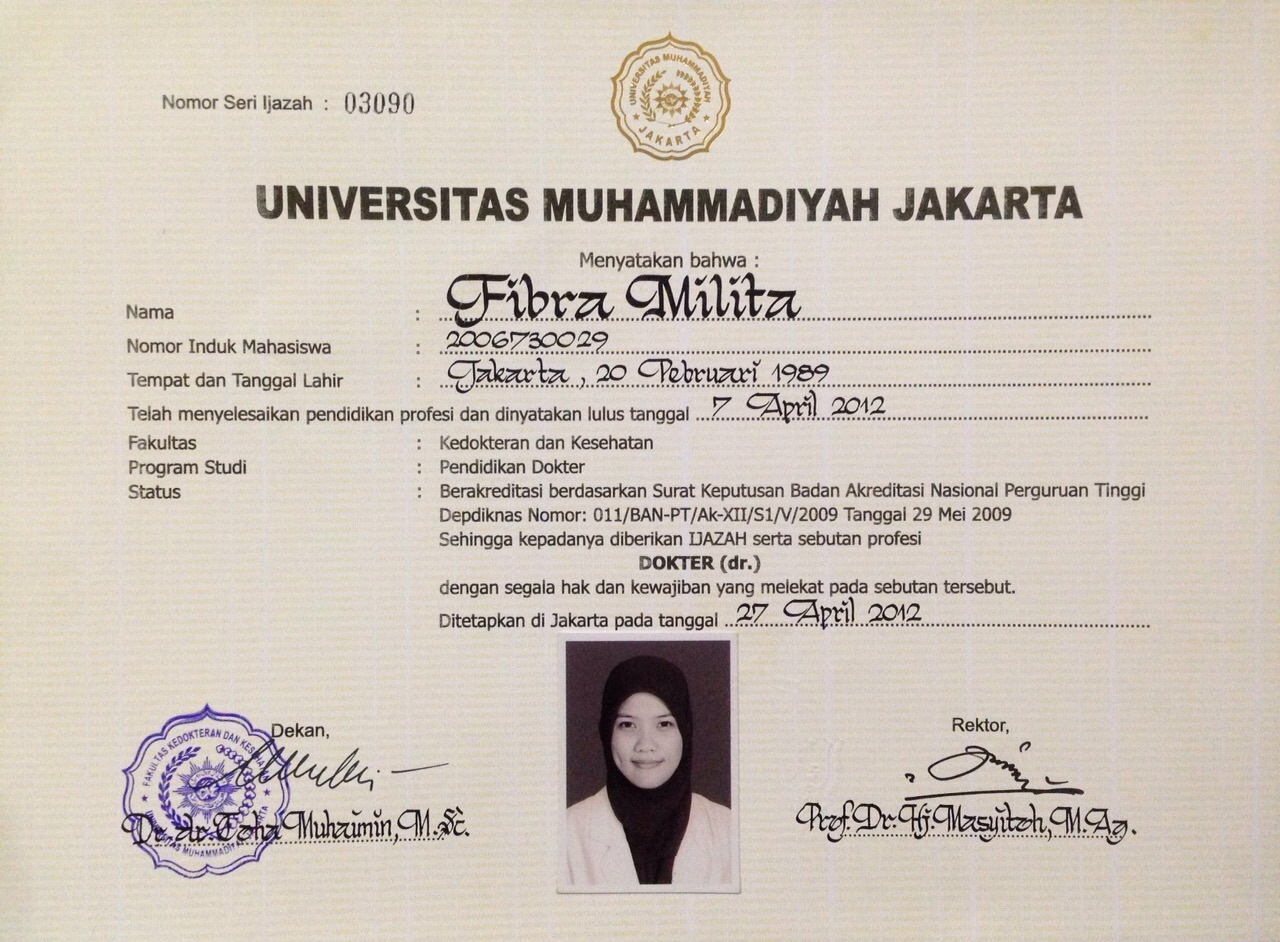 UNIVERSITAS MUHAMMADIYAH
JAKARTA
Nomor Seri Ijazah : 03090
UNIVERSITAS MUHAMMADIYAH JAKARTA
Menyatakan bahwa :
Nama : Fibra Milita
Nomor Induk Mahasiswa : 2006730029
Tempat dan Tanggal Lahir : Jakarta , 20 Pebruari 1989
Telah menyelesaikan pendidikan profesi dan dinyatakan lulus tanggal 7 April 2012
Fakultas : Kedokteran dan Kesehatan
Program Studi : Pendidikan Dokter
Status : Berakreditasi berdasarkan Surat Keputusan Badan Akreditasi Nasional Perguruan Tinggi
Depdiknas Nomor: 011/BAN-PT/Ak-XII/S1/V/2009 Tanggal 29 Mei 2009
Sehingga kepadanya diberikan IJAZAH serta sebutan profesi
DOKTER (dr.)
dengan segala hak dan kewajiban yang melekat pada sebutan tersebut.
Ditetapkan di Jakarta pada tanggal 27 April 2012
Dekan,
FAKULTAS KEDOKTERAN DAN
Dr. dr. Toha Muhaimin, M.Sc.
MUHAMMADIYAH
Rektor,
Prof. Dr. Hj. Masyitoh, M. Ag.